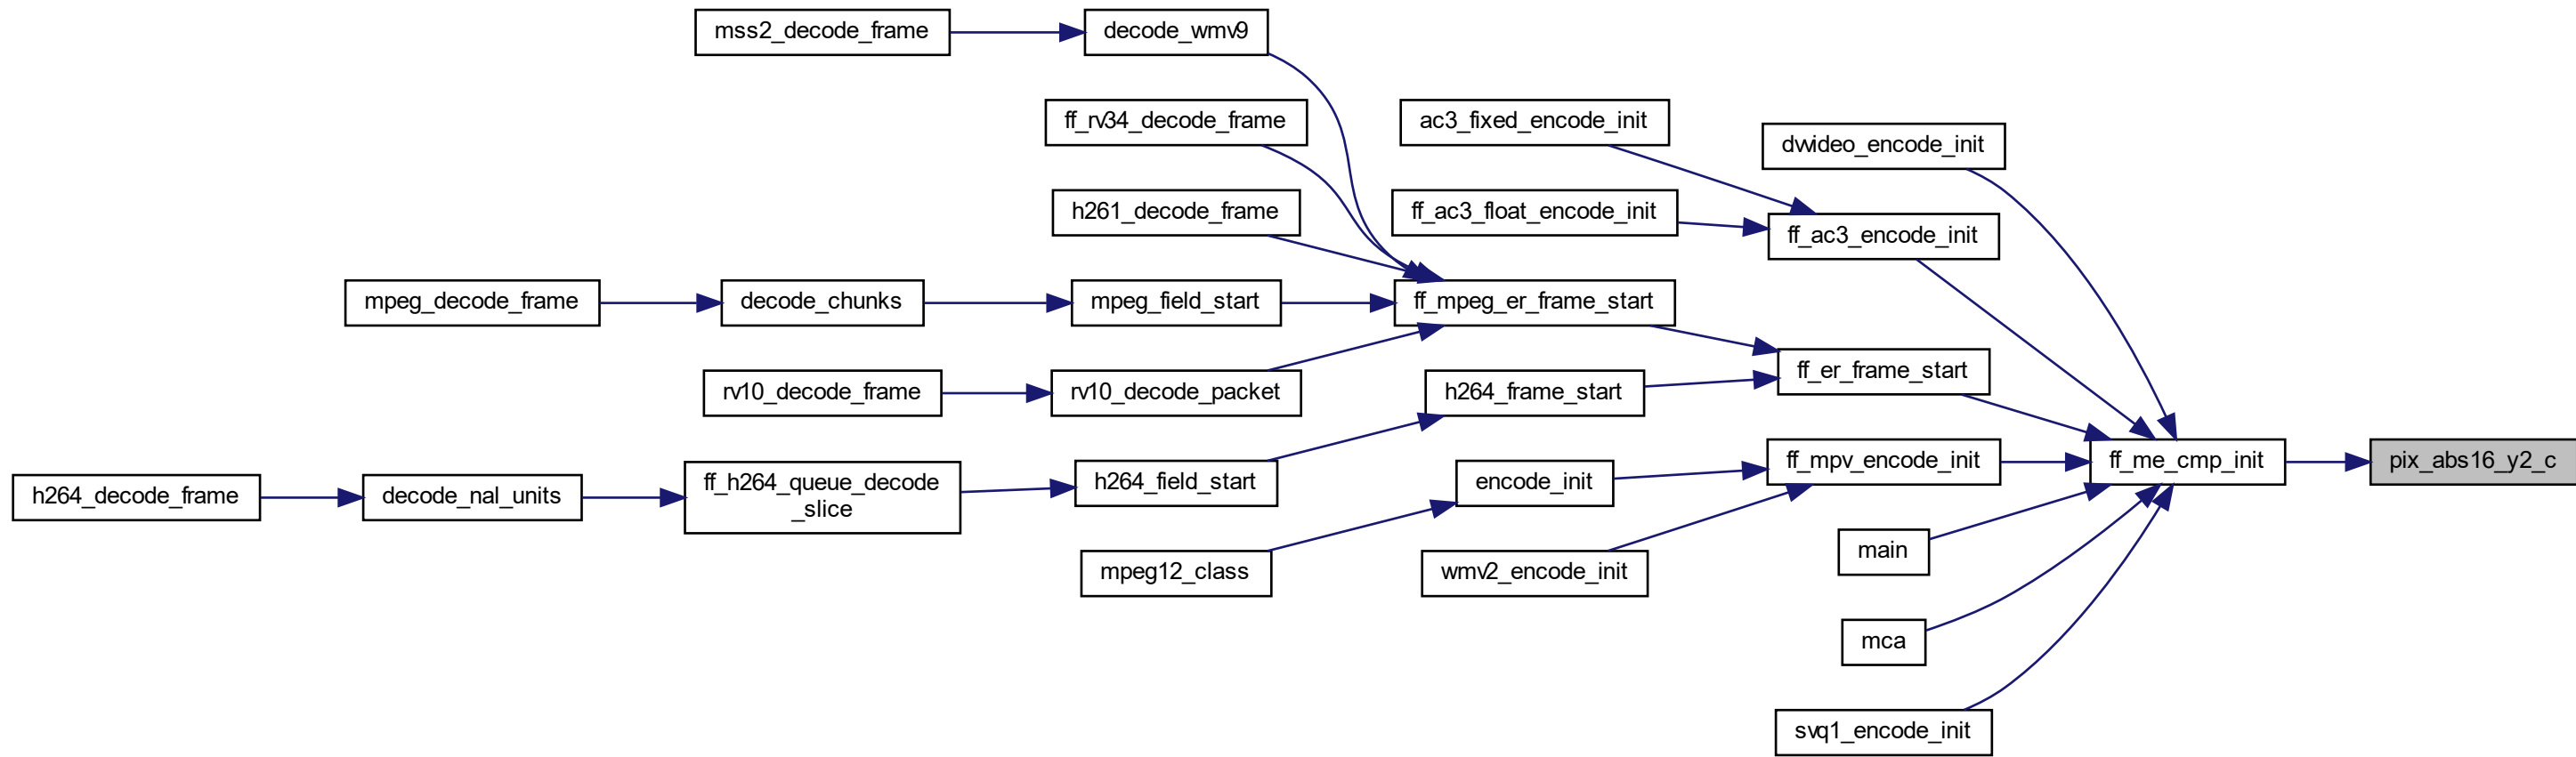 mss2_decode_frame
decode_wmv9
ff_rv34_decode_frame
ac3_fixed_encode_init
dwideo_encode_init
h261_decode_frame
ff_ac3_float_encode_init
ff_ac3_encode_init
mpeg_decode_frame
decode_chunks
mpeg_field_start
ff_mpeg_er_frame_start
ff_er_frame_start
rv10_decode_frame
rv10_decode_packet
h264_frame_start
ff_me_cmp_init
pix_abs16_y2_c
ff_mpv_encode_init
h264_decode_frame
decode_nal_units
ff_h264_queue_decode
_slice
h264_field_start
encode_init
main
mpeg12_class
wmv2_encode_init
mca
svq1_encode_init